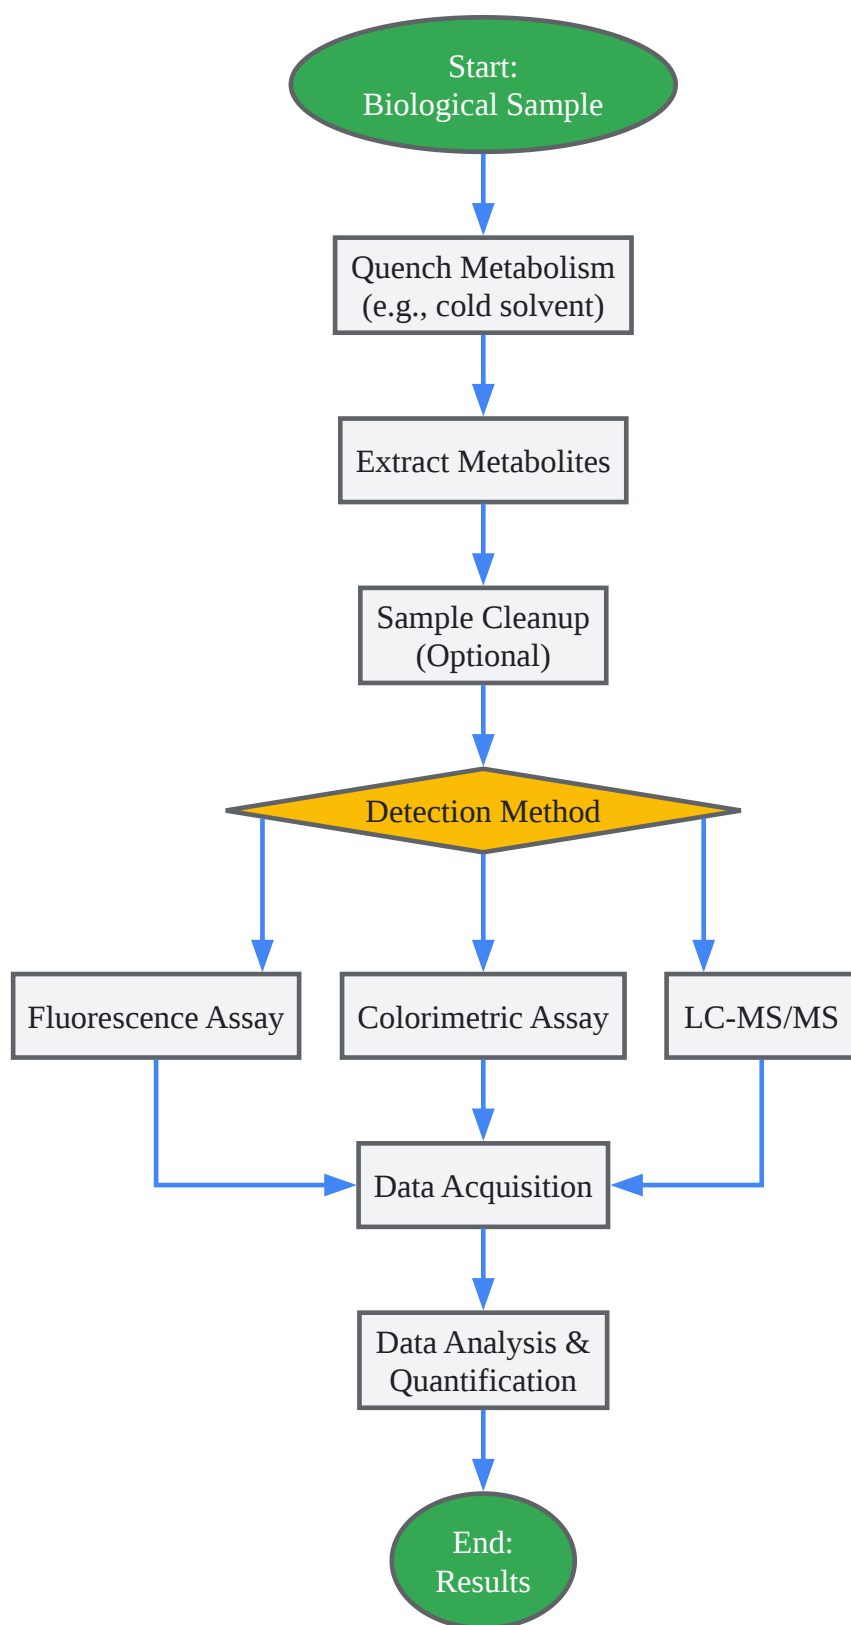 Start:
Biological Sample
Quench Metabolism
(e.g., cold solvent)
Extract Metabolites
Sample Cleanup
(Optional)
Detection Method
Fluorescence Assay
Colorimetric Assay
LC-MS/MS
Data Acquisition
Data Analysis &
Quantification
End:
Results